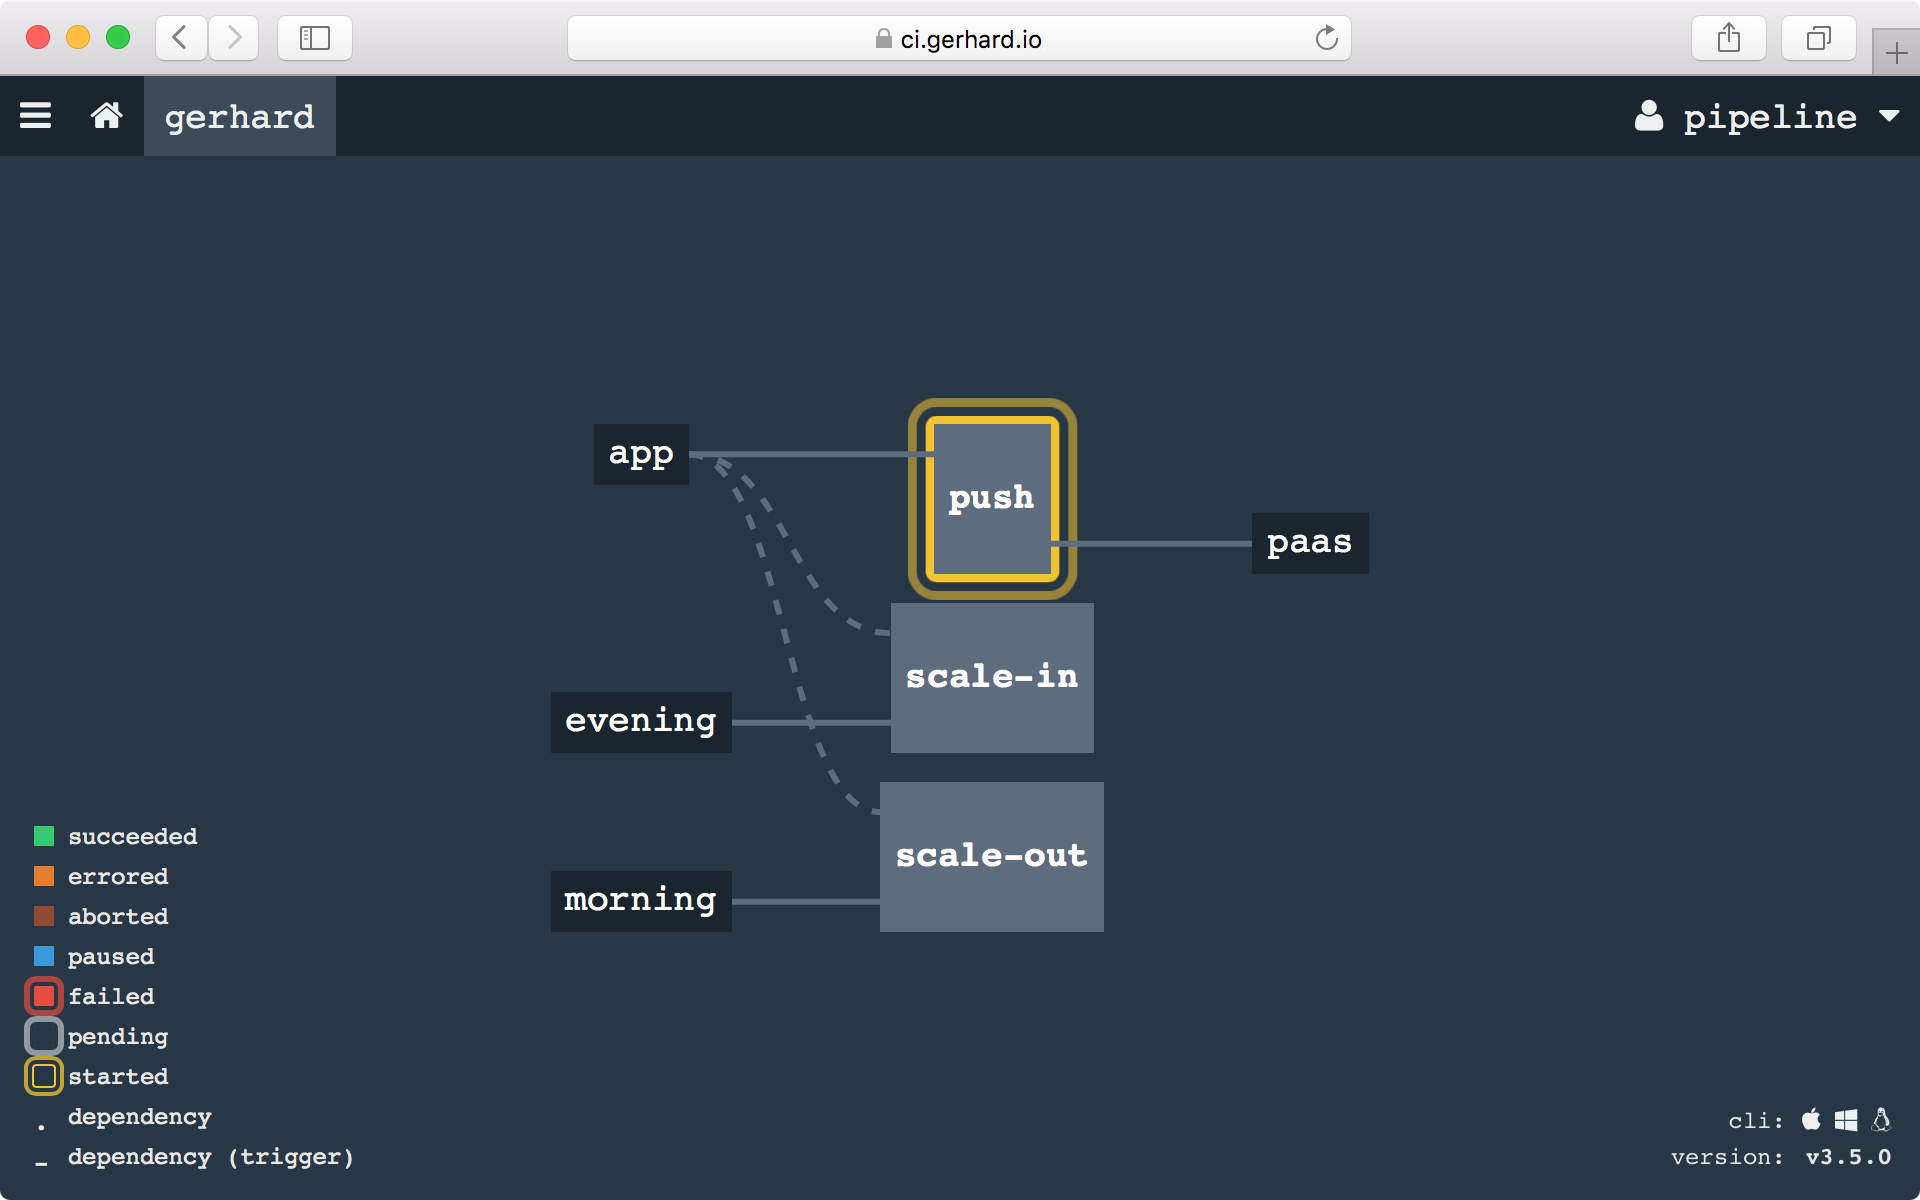 ci.gerhard.io
gerhard
pipeline
app
push
paas
scale-in
evening
scale-out
morning
succeeded
errored
aborted
paused
failed
pending
started
. dependency
– dependency (trigger)
cli:
version: v3.5.0